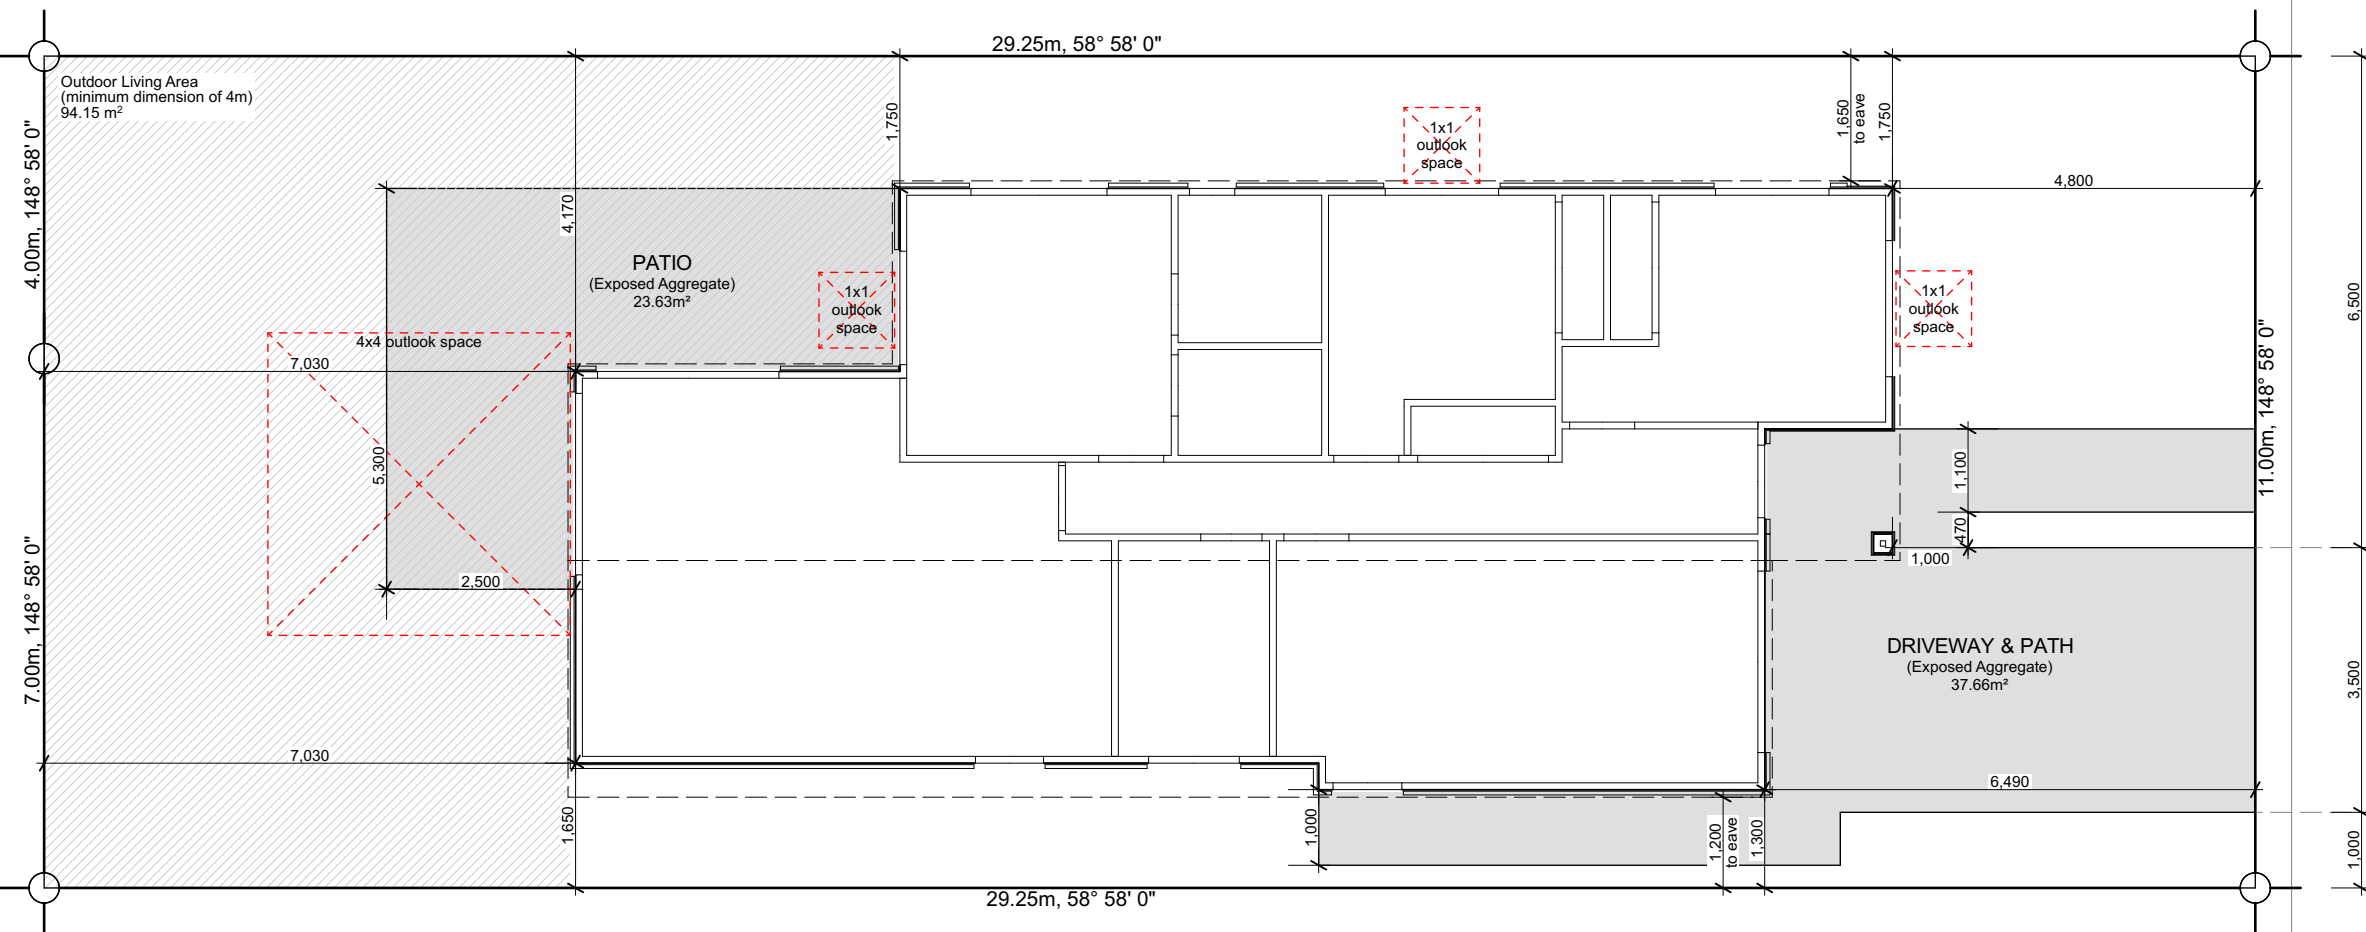 29.25m, 58° 58' 0"
Outdoor Living Area
(minimum dimension of 4m)
94.15 m²
4.00m, 148° 58' 0"
1,750
1,650
to eave
1,750
1x1
outlook
space
4,800
4,170
PATIO
(Exposed Aggregate)
23.63m²
1x1
outlook
space
1x1
outlook
space
6,500
4x4 outlook space
7,030
11.00m, 148° 58' 0"
5,300
1,100
470
1,000
2,500
7.00m, 148° 58' 0"
DRIVEWAY & PATH
(Exposed Aggregate)
37.66m²
3,500
7,030
6,490
1,650
1,000
1,200
to eave
1,300
1,000
29.25m, 58° 58' 0"